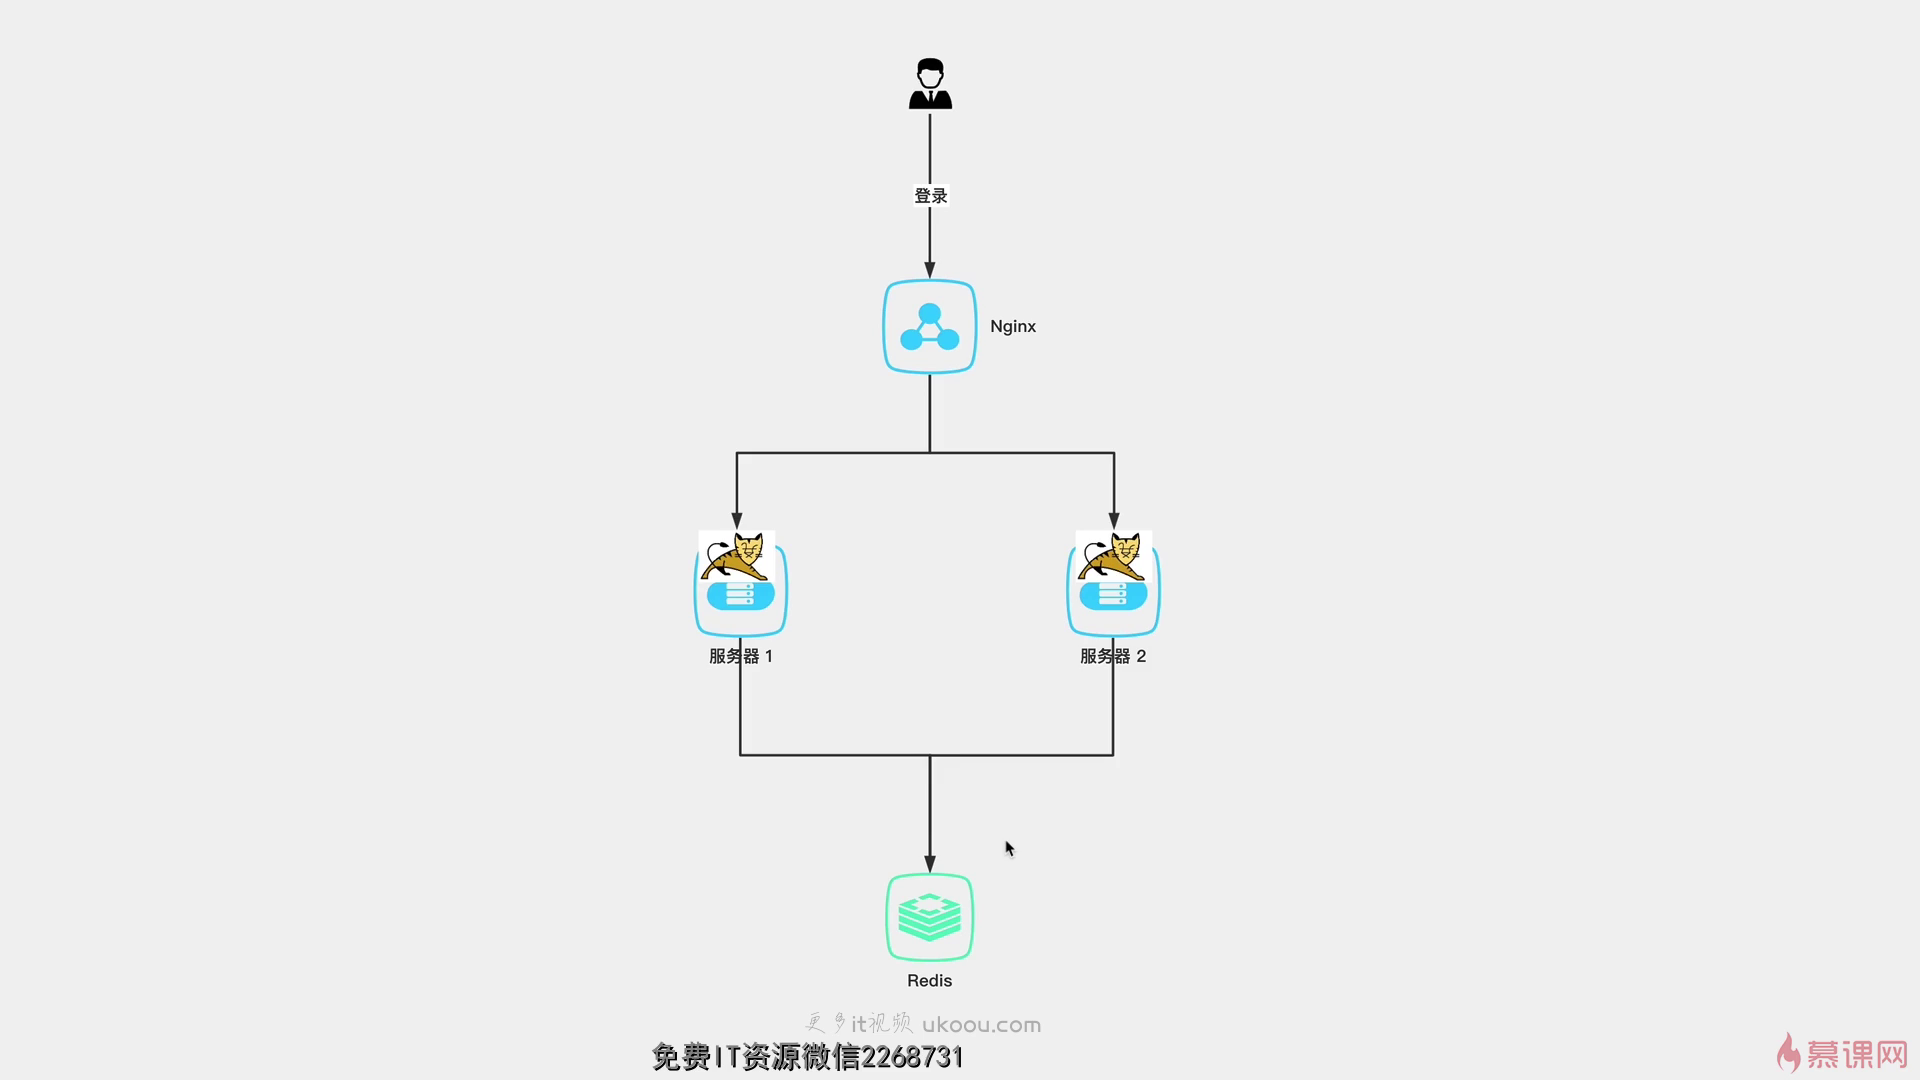 登录
Nginx
服务器 1
服务器 2
Redis
更多it视频 ukoou.com
免费IT资源微信2268731
慕课网